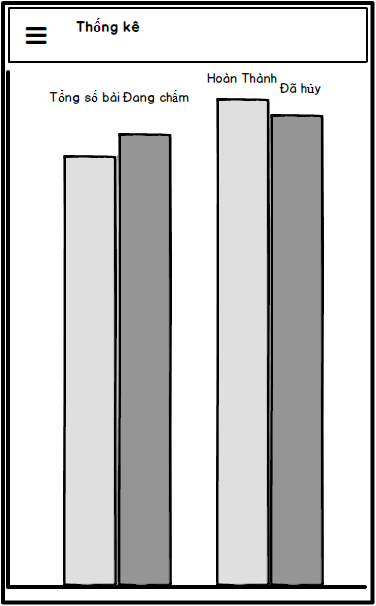 Thống kê
Hoàn Thành
Đã hủy
Tổng số bài Đang chấm